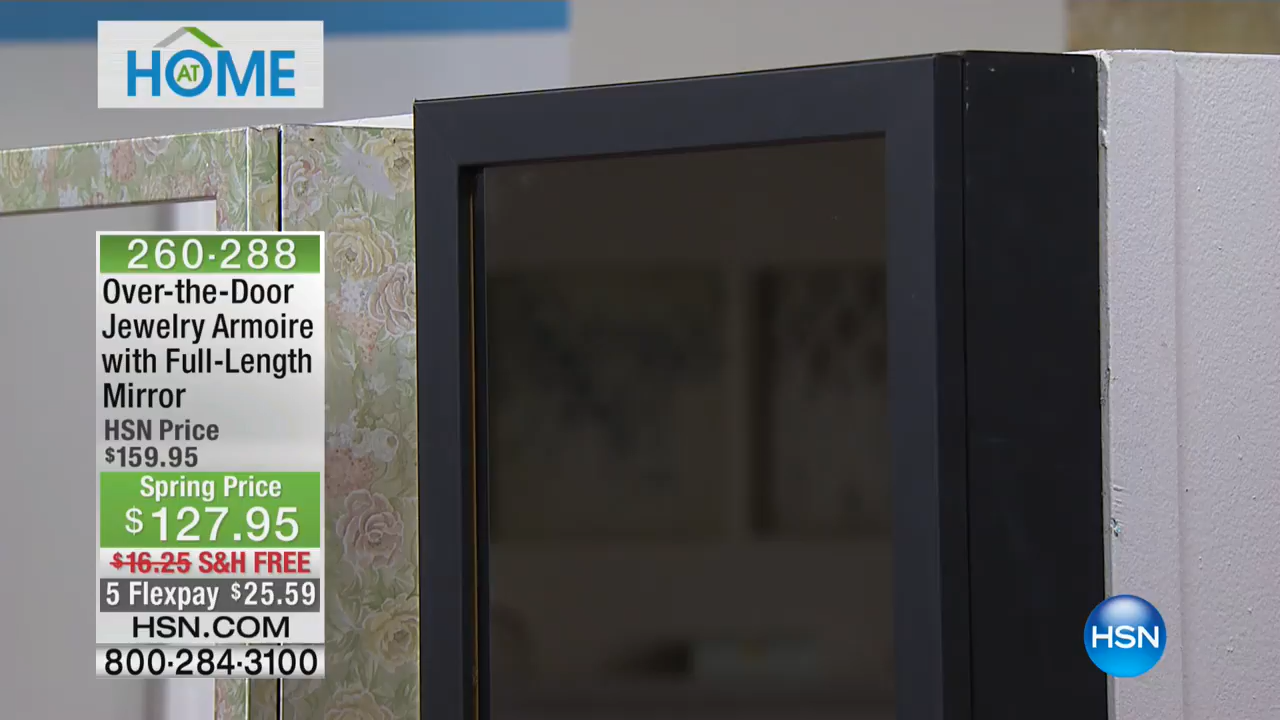 AT
HOME
260·288
Over-the-Door
Jewelry Armoire
with Full-Length
Mirror
HSN Price
$159.95
Spring Price
$127.95
$16.25 S&H FREE
5 Flexpay $25.59
HSN.COM
800·284·3100
HSN